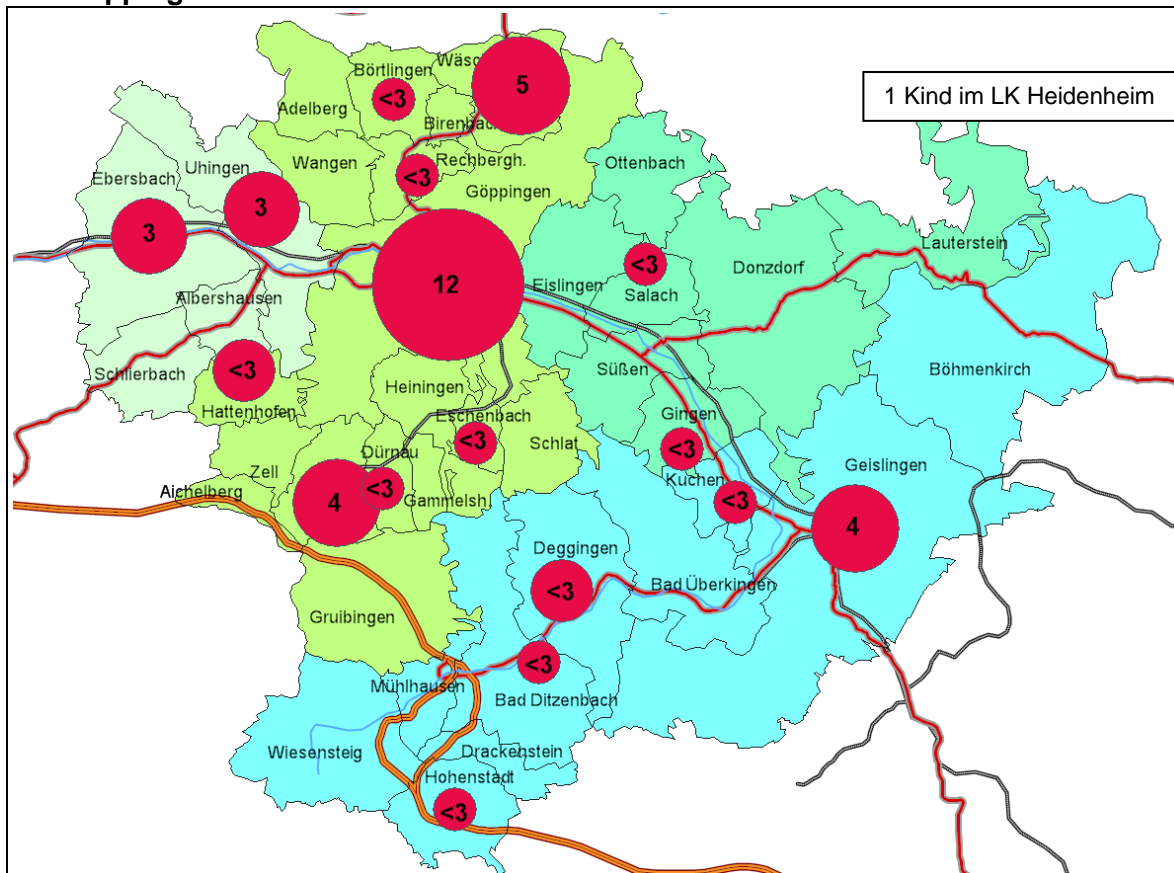 Wäsc
Börtlingen
5
1 Kind im LK Heidenheim
<3
Adelberg
Birenbach
Uhingen
Wangen
Rechbergh.
Ottenbach
Ebersbach
<3
Göppingen
3
3
Lauterstein
<3
Donzdorf
12
Eislingen
Salach
Albershausen
Schlierbach
<3
Süßen
Böhmenkirch
Heiningen
Hattenhofen
Eschenbach
Gingen
<3
Schlat
<3
Dürnau
Geislingen
Zell
Kuchen
Aichelberg
<3
Gammelsh
4
<3
4
Deggingen
Bad Überkingen
<3
Gruibingen
<3
Mühlhausen
Bad Ditzenbach
Wiesensteig
Drackenstein
Hohenstadt
<3